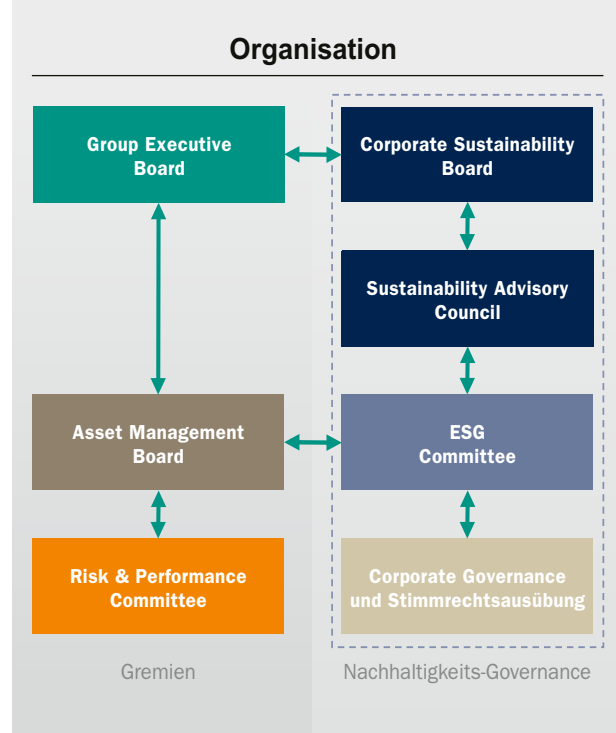 Organisation
Group Executive
Board
Corporate Sustainability
Board
Sustainability Advisory
Council
Asset Management
Board
ESG
Committee
Risk & Performance
Committee
Corporate Governance
und Stimmrechtsausübung
Gremien
Nachhaltigkeits-Governance